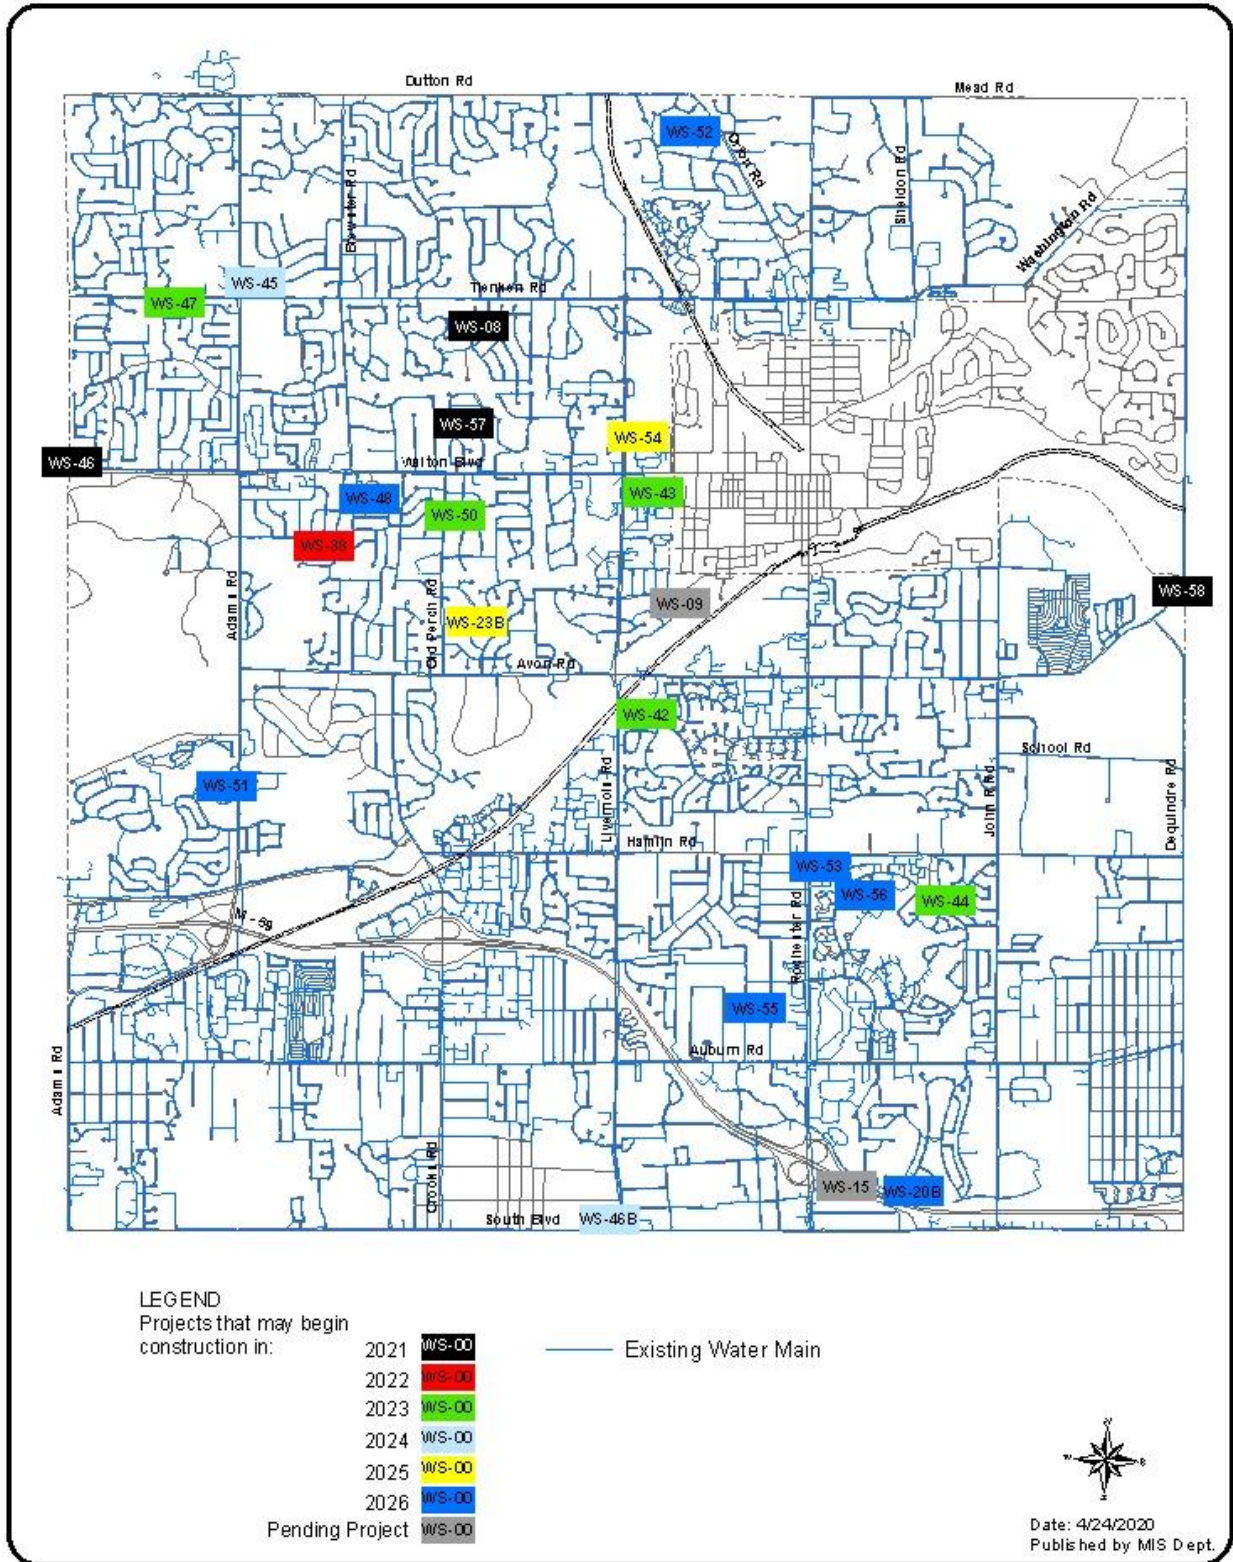 Dutton Rd
Mead Rd
WS-52
Orion Rd
Sheldon Rd
Brewster Rd
Washington Rd
WS-45
Tienken Rd
WS-47
WS-08
WS-57
WS-54
WS-46
Walton Blvd
WS-48
WS-43
WS-50
WS-38
Adams Rd
Old Perch Rd
WS-58
WS-09
WS-23B
Avon Rd
WS-42
School Rd
WS-51
Livernois Rd
John R Rd
Dequindre Rd
Hamlin Rd
WS-53
WS-56
WS-44
M-59
Rochester Rd
WS-55
Auburn Rd
Adams Rd
Crooks Rd
WS-15
WS-20B
South Blvd
WS-46B
LEGEND
Projects that may begin
construction in:
2021 WS-00
Existing Water Main
2022 WS-00
2023 WS-00
2024 WS-00
2025 WS-00
2026 WS-00
Pending Project WS-00
N
W
E
S
Date: 4/24/2020
Published by MIS Dept.